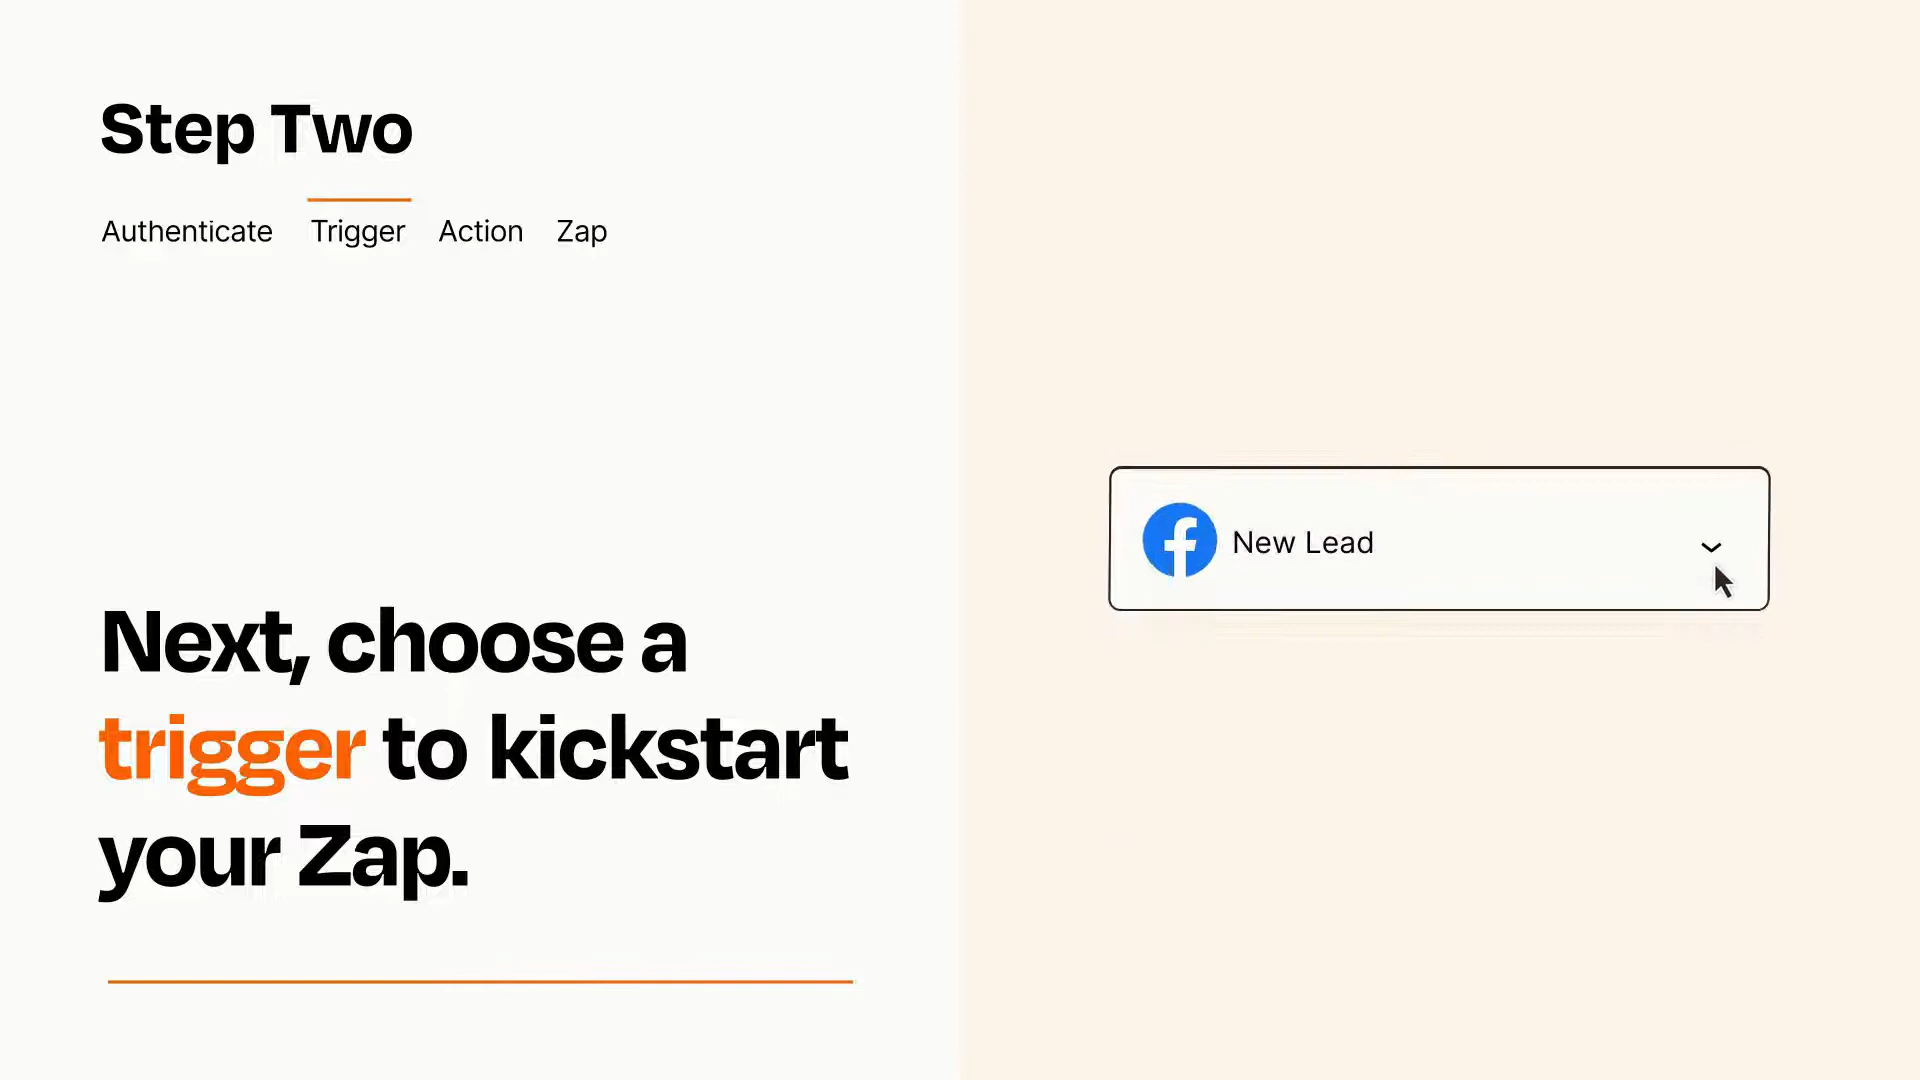 Step Two
Authenticate Trigger Action Zap
Next, choose a
trigger to kickstart
your Zap.
New Lead